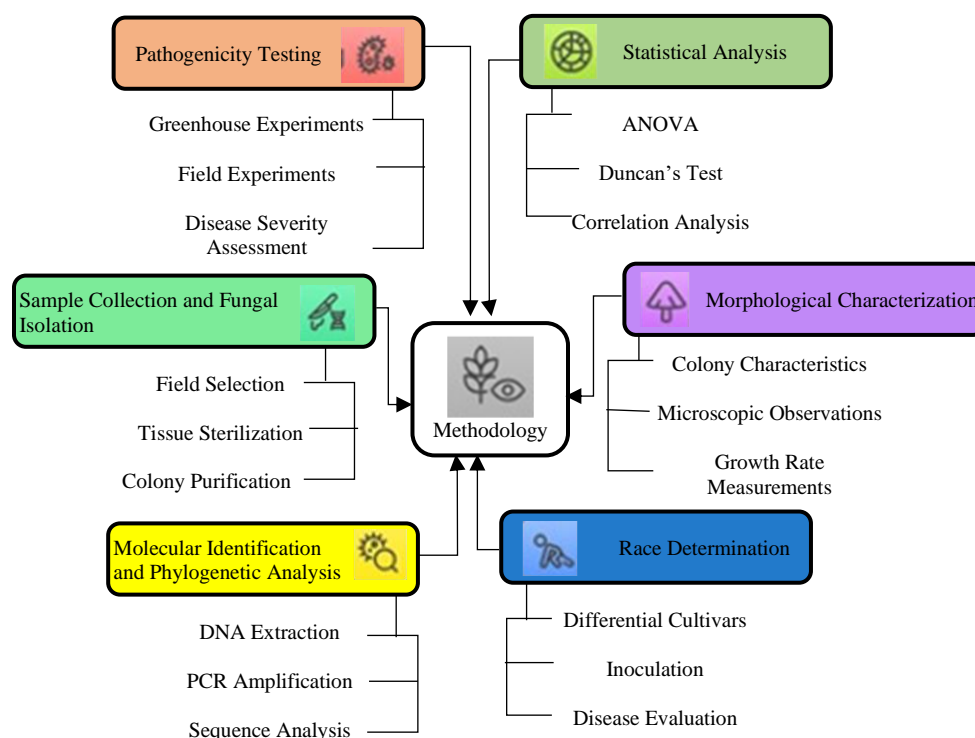 Pathogenicity Testing
Greenhouse Experiments
Field Experiments
Disease Severity
Assessment
Statistical Analysis
ANOVA
Duncan’s Test
Correlation Analysis
Sample Collection and Fungal
Isolation
Field Selection
Tissue Sterilization
Colony Purification
Methodology
Morphological Characterization
Colony Characteristics
Microscopic Observations
Growth Rate
Measurements
Molecular Identification
and Phylogenetic Analysis
DNA Extraction
PCR Amplification
Sequence Analysis
Race Determination
Differential Cultivars
Inoculation
Disease Evaluation